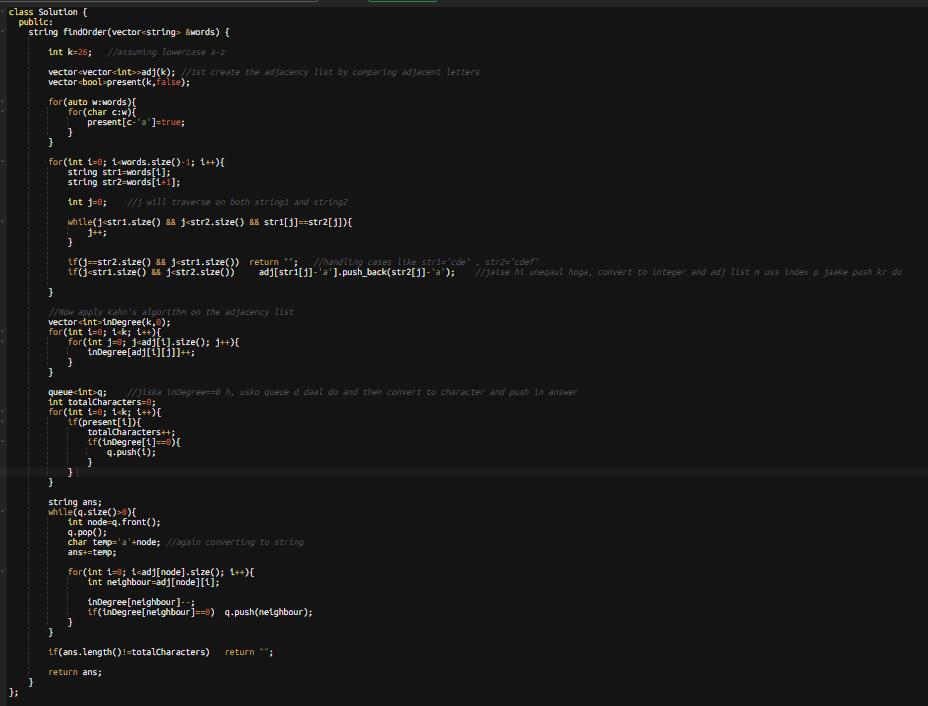 class Solution {
  public:
    string findOrder(vector<string> &words) {

        int k=26;   //assuming lowercase a-z

        vector<vector<int>>adj(k); //1st create the adjacency list by comparing adjacent letters
        vector<bool>present(k,false);

        for(auto w:words){
            for(char c:w){
                present[c-'a']=true;
            }
        }

        for(int i=0; i<words.size()-1; i++){
            string str1=words[i];
            string str2=words[i+1];

            int j=0;    //j will traverse on both string1 and string2

            while(j<str1.size() && j<str2.size() && str1[j]==str2[j]){
                j++;
            }

            if(j==str2.size() && j<str1.size())  return "";   //handling cases like str1="cde" , str2="cdef"
            if(j<str1.size() && j<str2.size())     adj[str1[j]-'a'].push_back(str2[j]-'a');    //jaise hi uneqaul hoga, convert to integer and adj list m uss index p jaake push kr do

        }

        //Now apply kahn's algorithm on the adjacency list
        vector<int>inDegree(k,0);
        for(int i=0; i<k; i++){
            for(int j=0; j<adj[i].size(); j++){
                inDegree[adj[i][j]]++;
            }
        }

        queue<int>q;    //jiska inDegree==0 h, usko queue d daal do and then convert to character and push in answer
        int totalCharacters=0;
        for(int i=0; i<k; i++){
            if(present[i]){
                totalCharacters++;
                if(inDegree[i]==0){
                    q.push(i);
                }
            }
        }

        string ans;
        while(q.size()>0){
            int node=q.front();
            q.pop();
            char temp='a'+node; //again converting to string
            ans+=temp;

            for(int i=0; i<adj[node].size(); i++){
                int neighbour=adj[node][i];

                inDegree[neighbour]--;
                if(inDegree[neighbour]==0)  q.push(neighbour);
            }
        }

        if(ans.length()!=totalCharacters)   return "";

        return ans;
    }
};